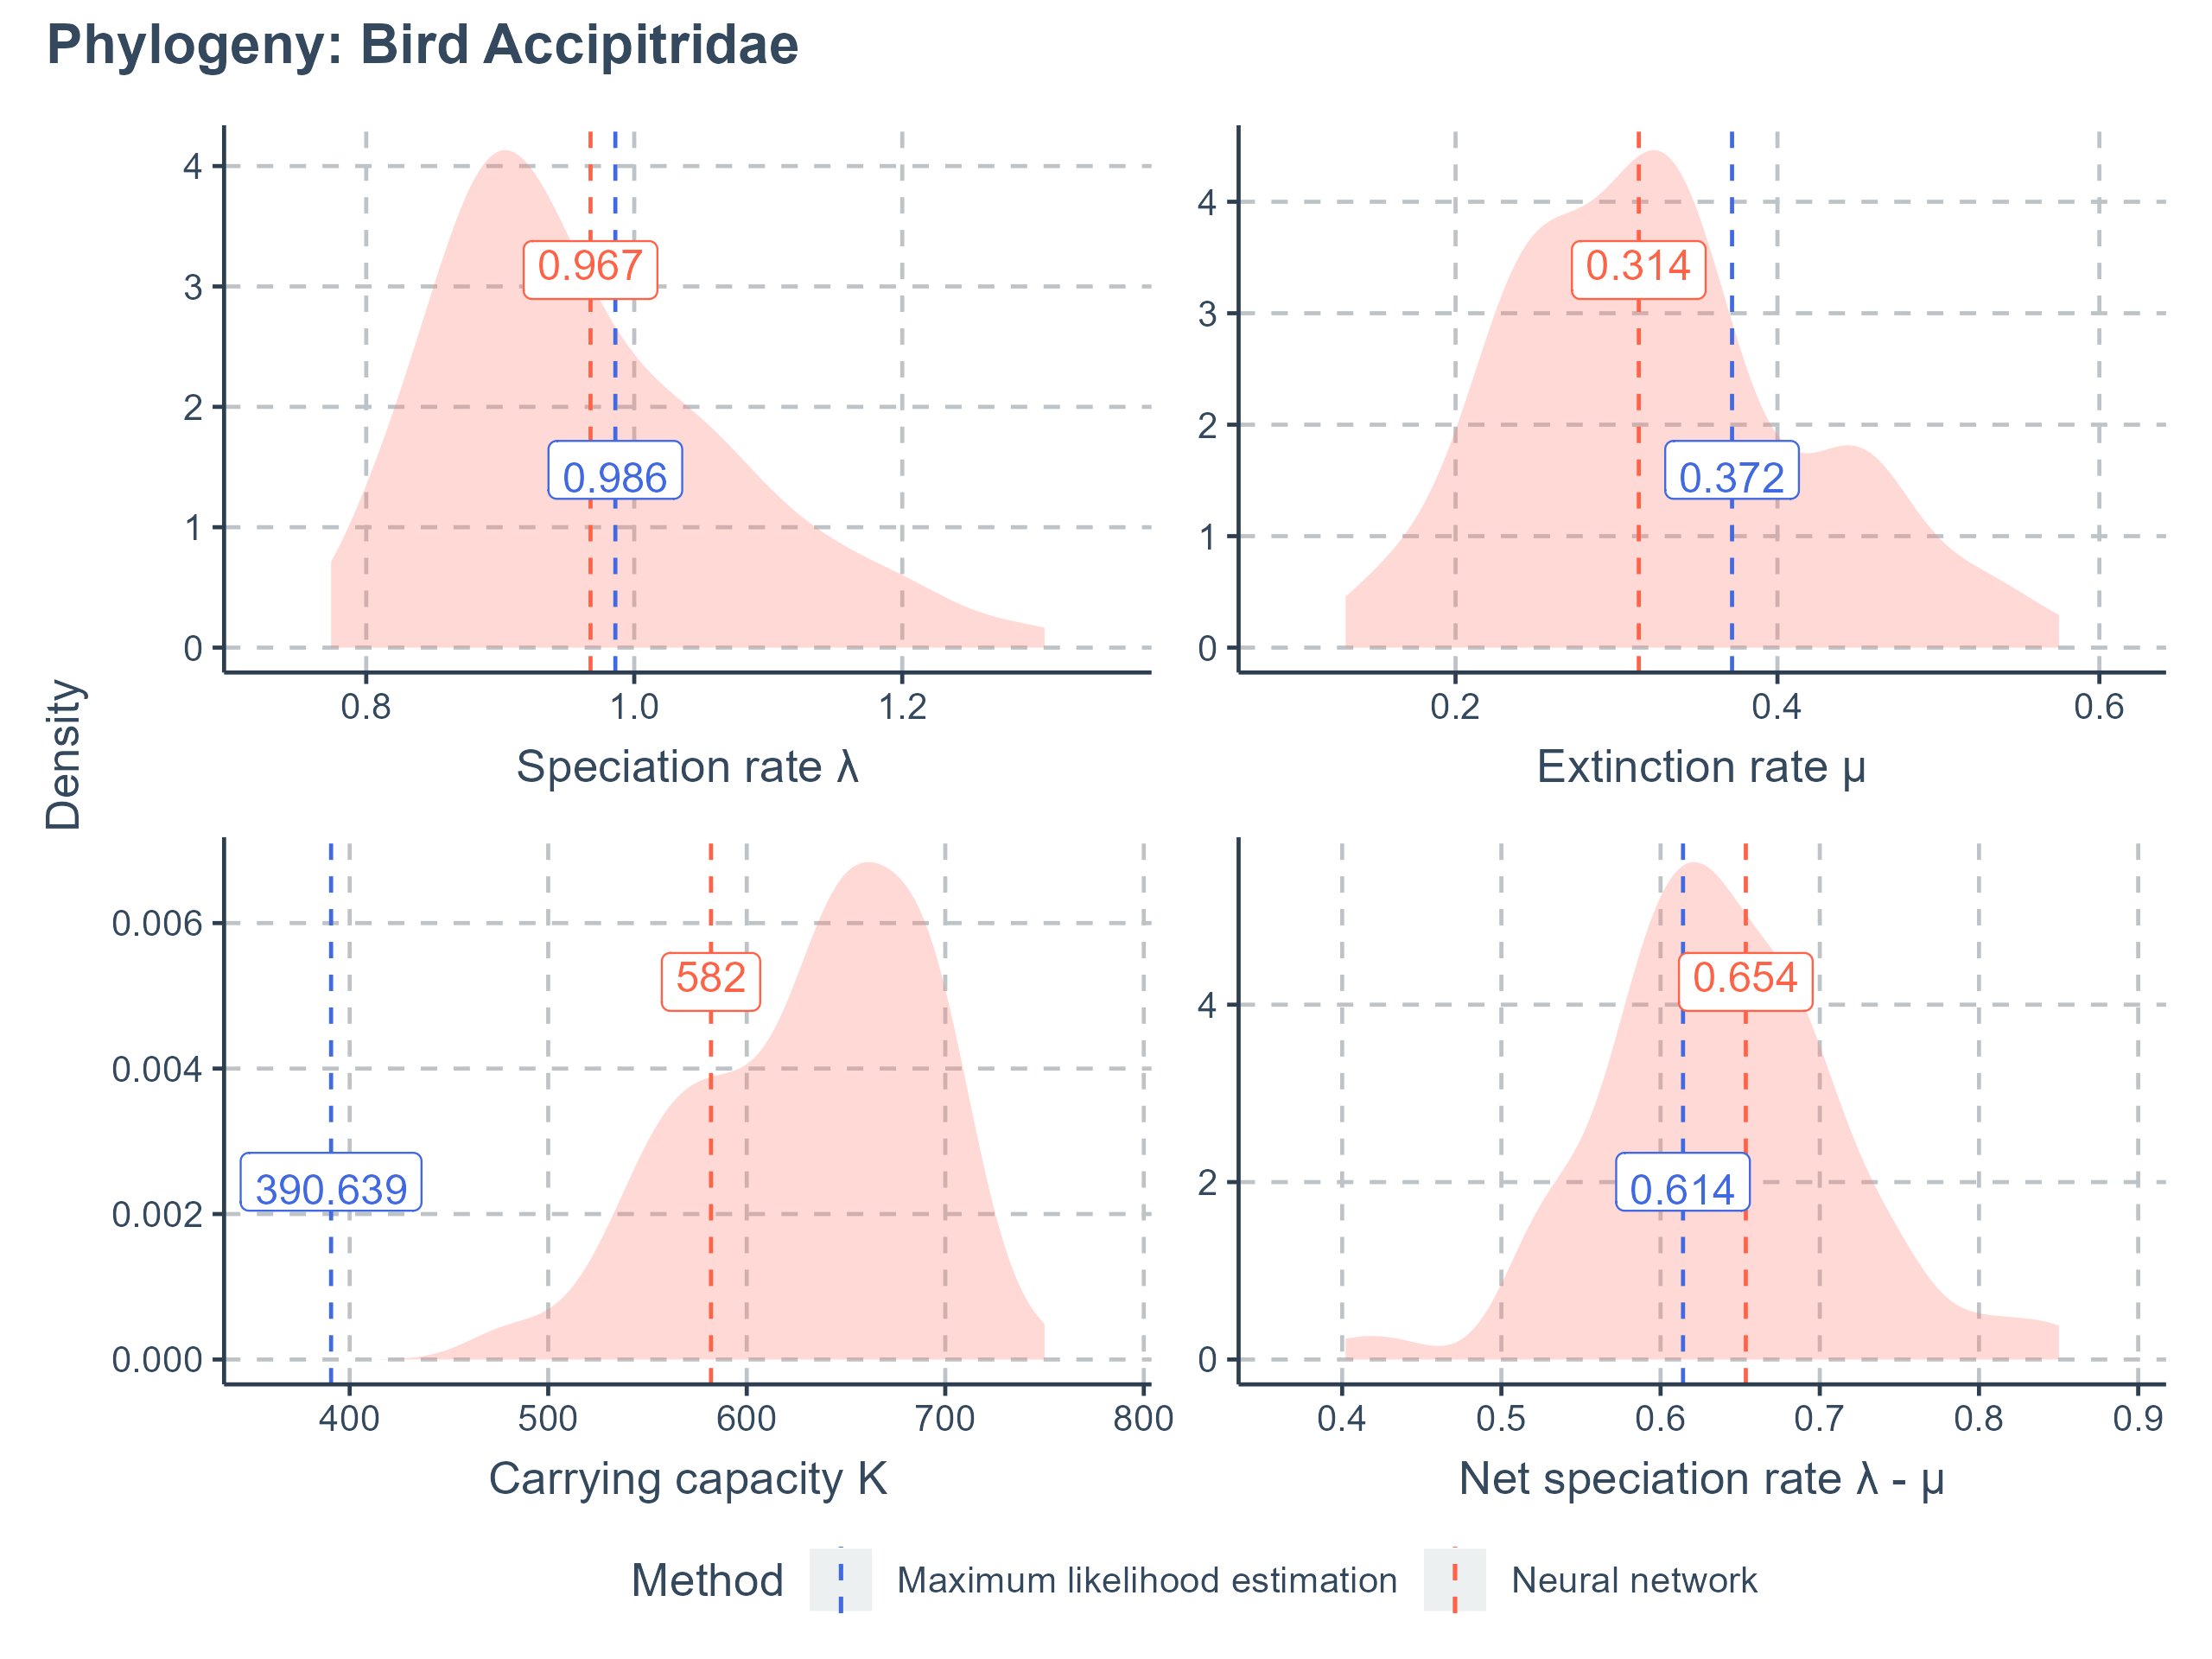 Phylogeny: Bird Accipitridae
Density
4
3
2
1
0
0.967
0.986
0.8 1.0 1.2
Speciation rate λ
4
3
2
1
0
0.314
0.372
0.2 0.4 0.6
Extinction rate μ
0.006
0.004
0.002
0.000
582
390.639
400 500 600 700 800
Carrying capacity K
4
2
0
0.654
0.614
0.4 0.5 0.6 0.7 0.8 0.9
Net speciation rate λ - μ
Method Maximum likelihood estimation Neural network